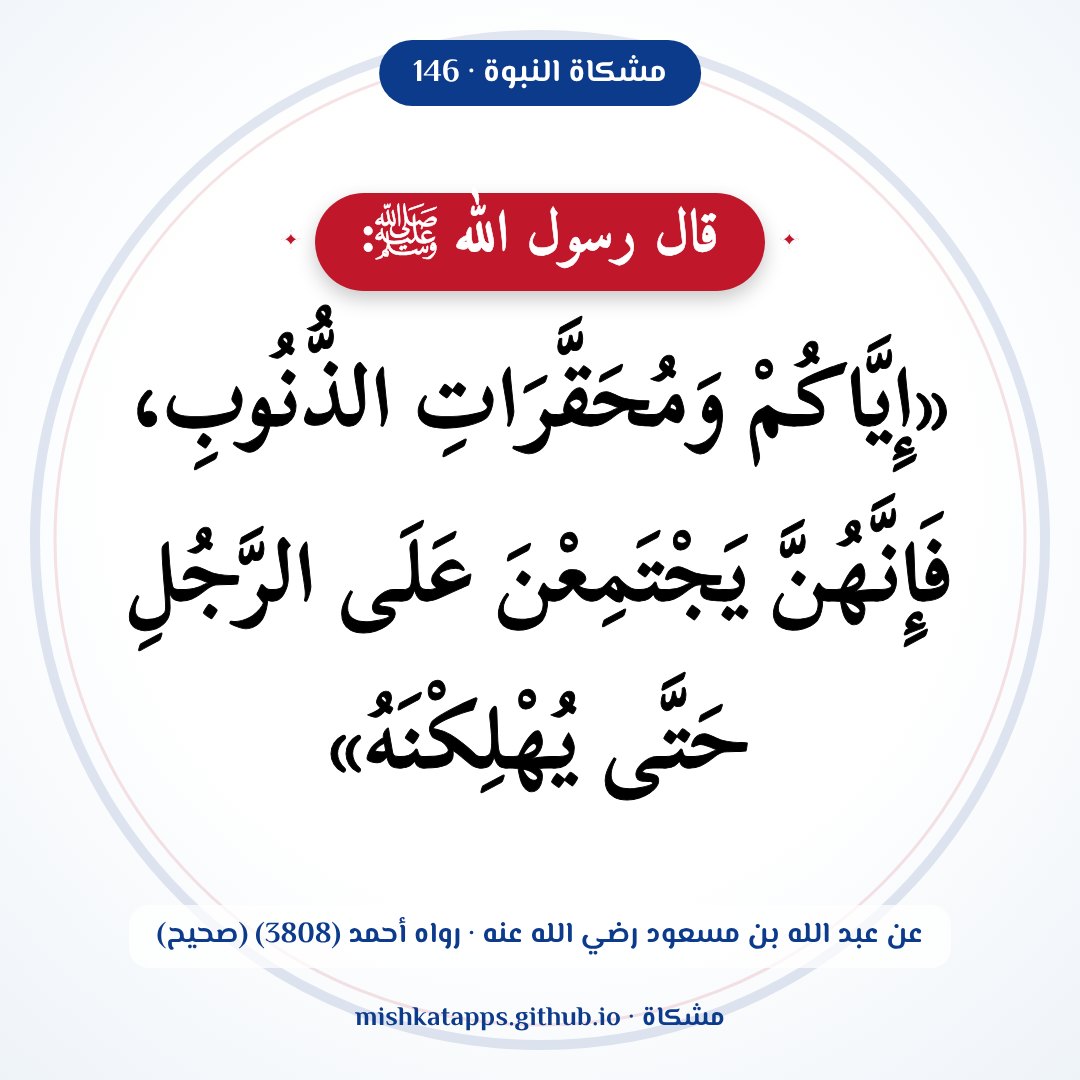 مشكاة النبوة · 146
قال رسول الله ﷺ:
«إِيَّاكُمْ وَمُحَقَّرَاتِ الذُّنُوبِ،
فَإِنَّهُنَّ يَجْتَمِعْنَ عَلَى الرَّجُلِ
حَتَّى يُهْلِكْنَهُ»
عن عبد الله بن مسعود رضي الله عنه · رواه أحمد (3808) (صحيح)
مشكاة · mishkatapps.github.io